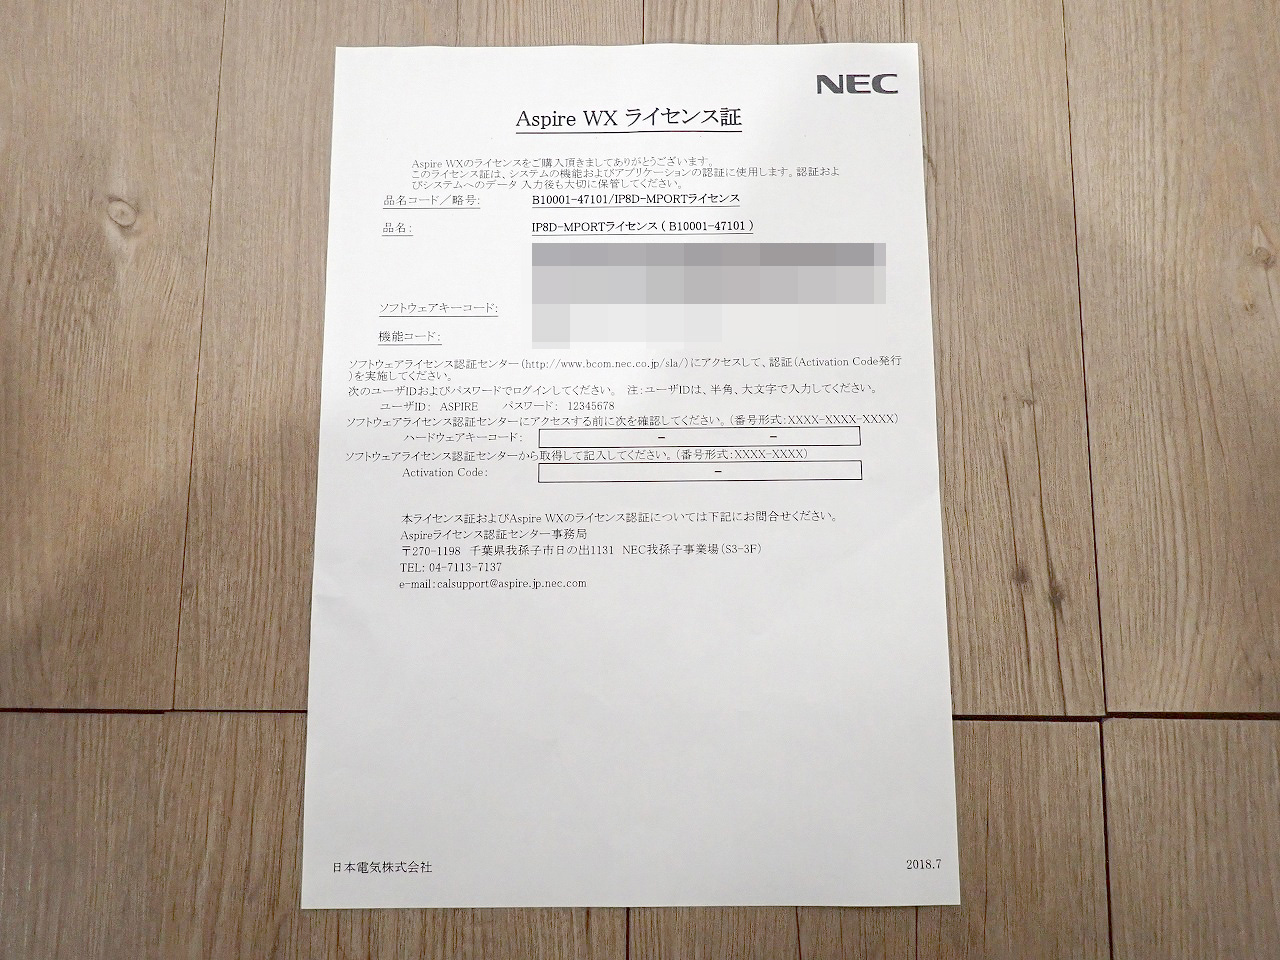 NEC
Aspire WX ライセンス証
Aspire WXのライセンスをご購入頂きましてありがとうございます。
このライセンス証は、システムの機能およびアプリケーションの認証に使用します。認証およ
びシステムへのデータ 入力後も大切に保管してください。
品名コード／略号: B10001-47101/IP8D-MPORTライセンス
品名: IP8D-MPORTライセンス ( B10001-47101 )
ソフトウェアキーコード:
機能コード:
ソフトウェアライセンス認証センター(http://www.bcom.nec.co.jp/sla/)にアクセスして、認証(Activation Code発行
)を実施してください。
次のユーザIDおよびパスワードでログインしてください。 注:ユーザIDは、半角、大文字で入力してください。
ユーザID: ASPIRE パスワード: 12345678
ソフトウェアライセンス認証センターにアクセスする前に次を確認してください。(番号形式:XXXX-XXXX-XXXX)
ハードウェアキーコード: － －
ソフトウェアライセンス認証センターから取得して記入してください。(番号形式:XXXX-XXXX)
Activation Code: －
本ライセンス証およびAspire WXのライセンス認証については下記にお問合せください。
Aspireライセンス認証センター事務局
〒270-1198 千葉県我孫子市日の出1131 NEC我孫子事業場(S3-3F)
TEL: 04-7113-7137
e-mail:calsupport@aspire.jp.nec.com
日本電気株式会社 2018.7